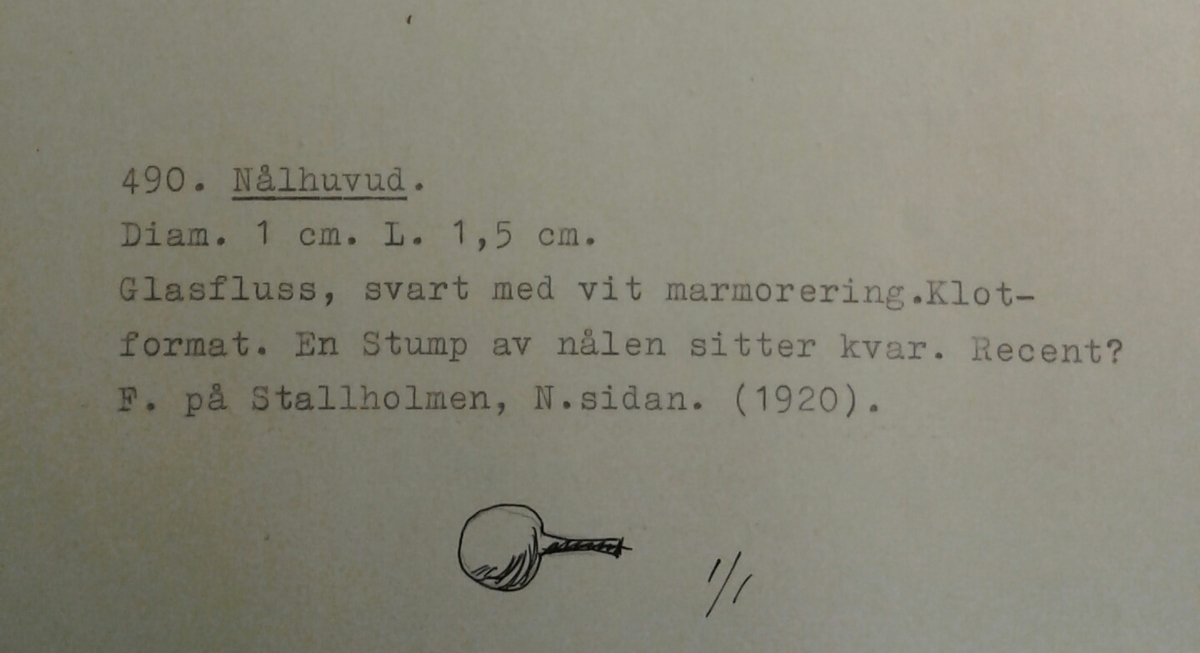 490. Nålhuvud.
Diam. 1 cm. L. 1,5 cm.
Glasfluss, svart med vit marmorering.Klot-
format. En Stump av nålen sitter kvar. Recent?
F. på Stallholmen, N.sidan. (1920).
1/1